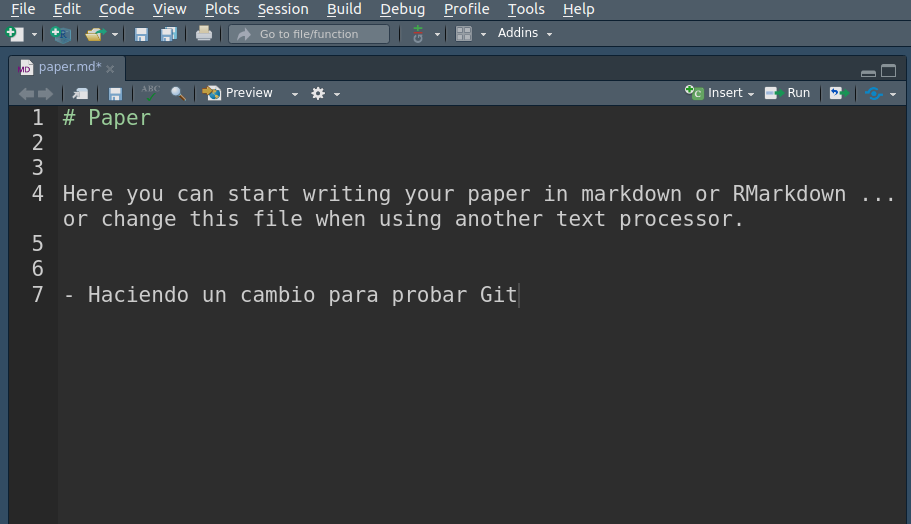 File Edit Code View Plots Session Build Debug Profile Tools Help
Go to file/function Addins
paper.md*
ABC Preview Insert Run
1 # Paper
2
3
4 Here you can start writing your paper in markdown or RMarkdown ...
or change this file when using another text processor.
5
6
7 - Haciendo un cambio para probar Git